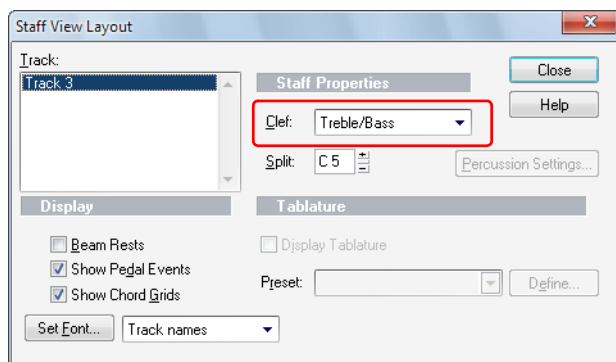 Staff View Layout
Track:
Track 3
Staff Properties
Close
Help
Clef: Treble/Bass
Split: C 5
Percussion Settings...
Display
Tablature
Beam Rests
Show Pedal Events
Show Chord Grids
Display Tablature
Preset:
Define...
Set Font...
Track names